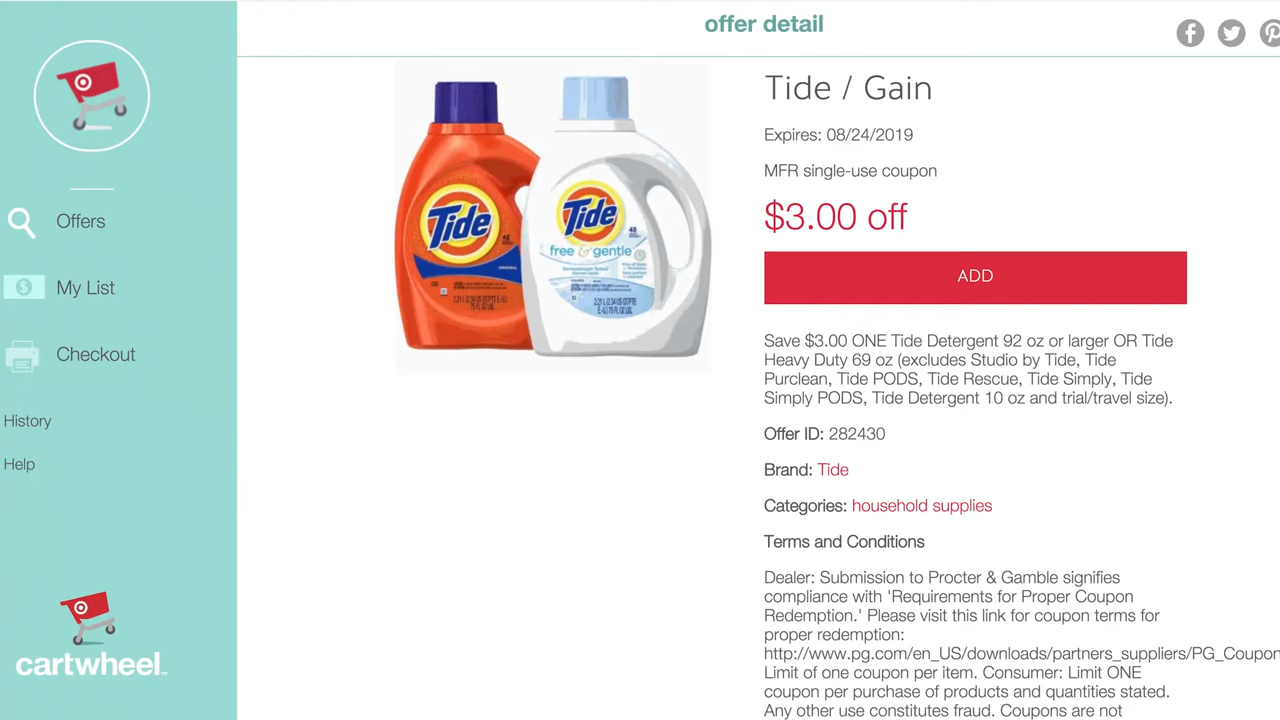 offer detail
Tide / Gain
Expires: 08/24/2019
MFR single-use coupon
$3.00 off
ADD
Save $3.00 ONE Tide Detergent 92 oz or larger OR Tide
Heavy Duty 69 oz (excludes Studio by Tide, Tide
Purclean, Tide PODS, Tide Rescue, Tide Simply, Tide
Simply PODS, Tide Detergent 10 oz and trial/travel size).
Offer ID: 282430
Brand: Tide
Categories: household supplies
Terms and Conditions
Dealer: Submission to Procter & Gamble signifies
compliance with 'Requirements for Proper Coupon
Redemption.' Please visit this link for coupon terms for
proper redemption:
http://www.pg.com/en_US/downloads/partners_suppliers/PG_Coupon
Limit of one coupon per item. Consumer: Limit ONE
coupon per purchase of products and quantities stated.
Any other use constitutes fraud. Coupons are not
Offers
My List
Checkout
History
Help
cartwheel
Tide
48
ORIGINAL
Tide
48
free & gentle